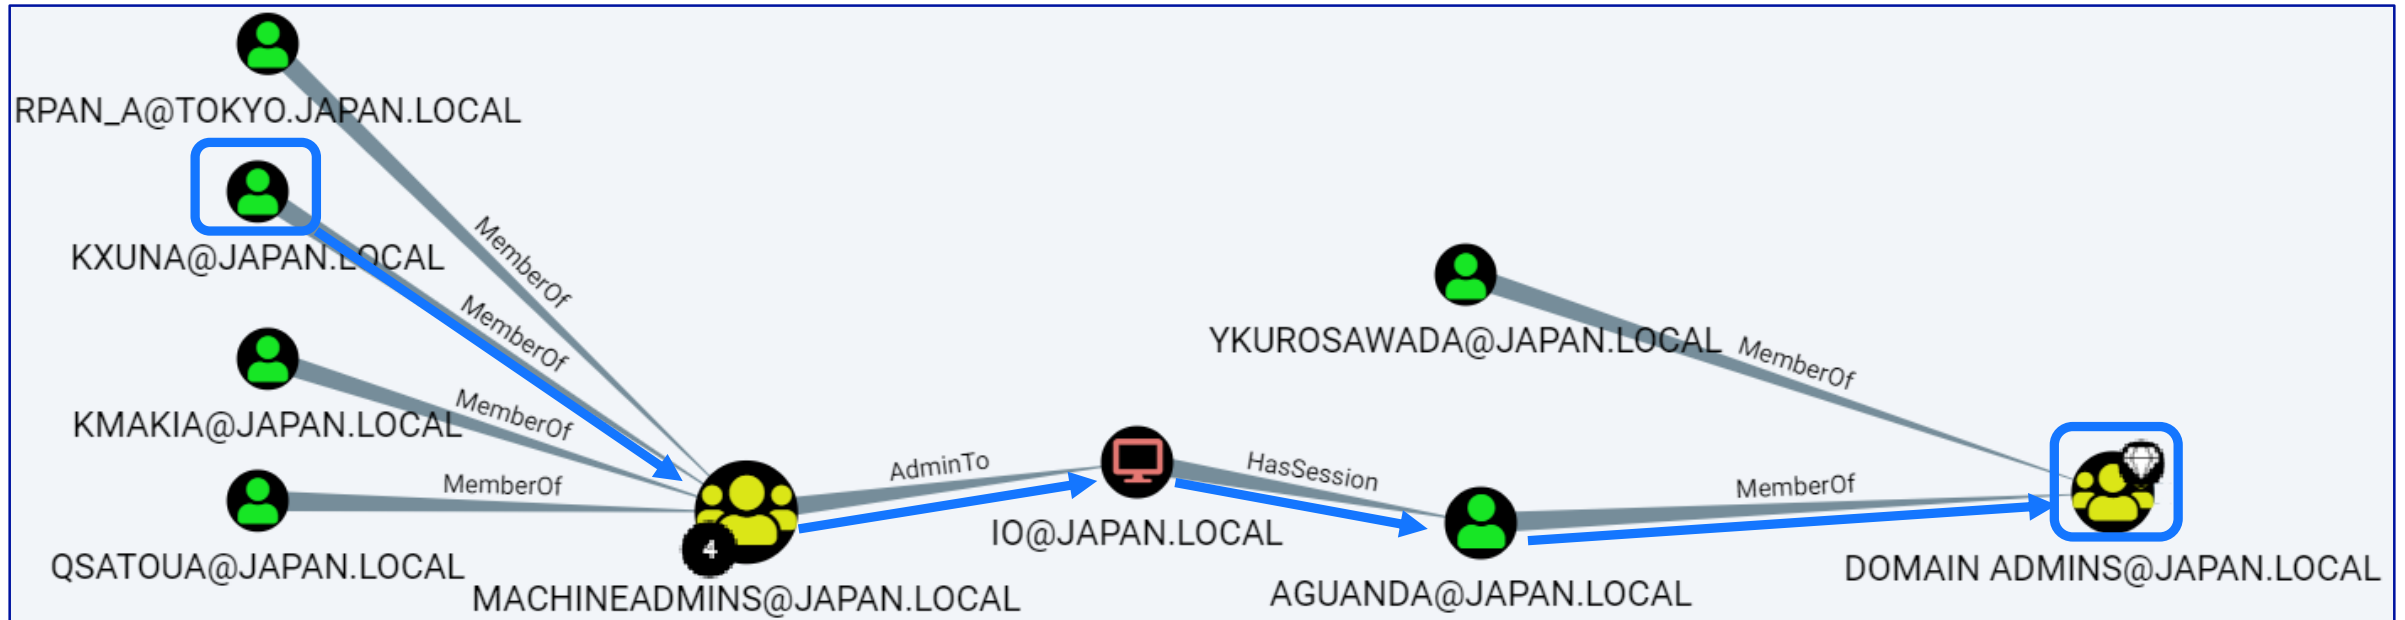 RPAN_A@TOKYO.JAPAN.LOCAL
MemberOf
KXUNA@JAPAN.LOCAL
MemberOf
KMAKIA@JAPAN.LOCAL
MemberOf
QSATOUA@JAPAN.LOCAL
MemberOf
4
MACHINEADMINS@JAPAN.LOCAL
AdminTo
IO@JAPAN.LOCAL
HasSession
AGUANDA@JAPAN.LOCAL
YKUROSAWADA@JAPAN.LOCAL
MemberOf
MemberOf
DOMAIN ADMINS@JAPAN.LOCAL